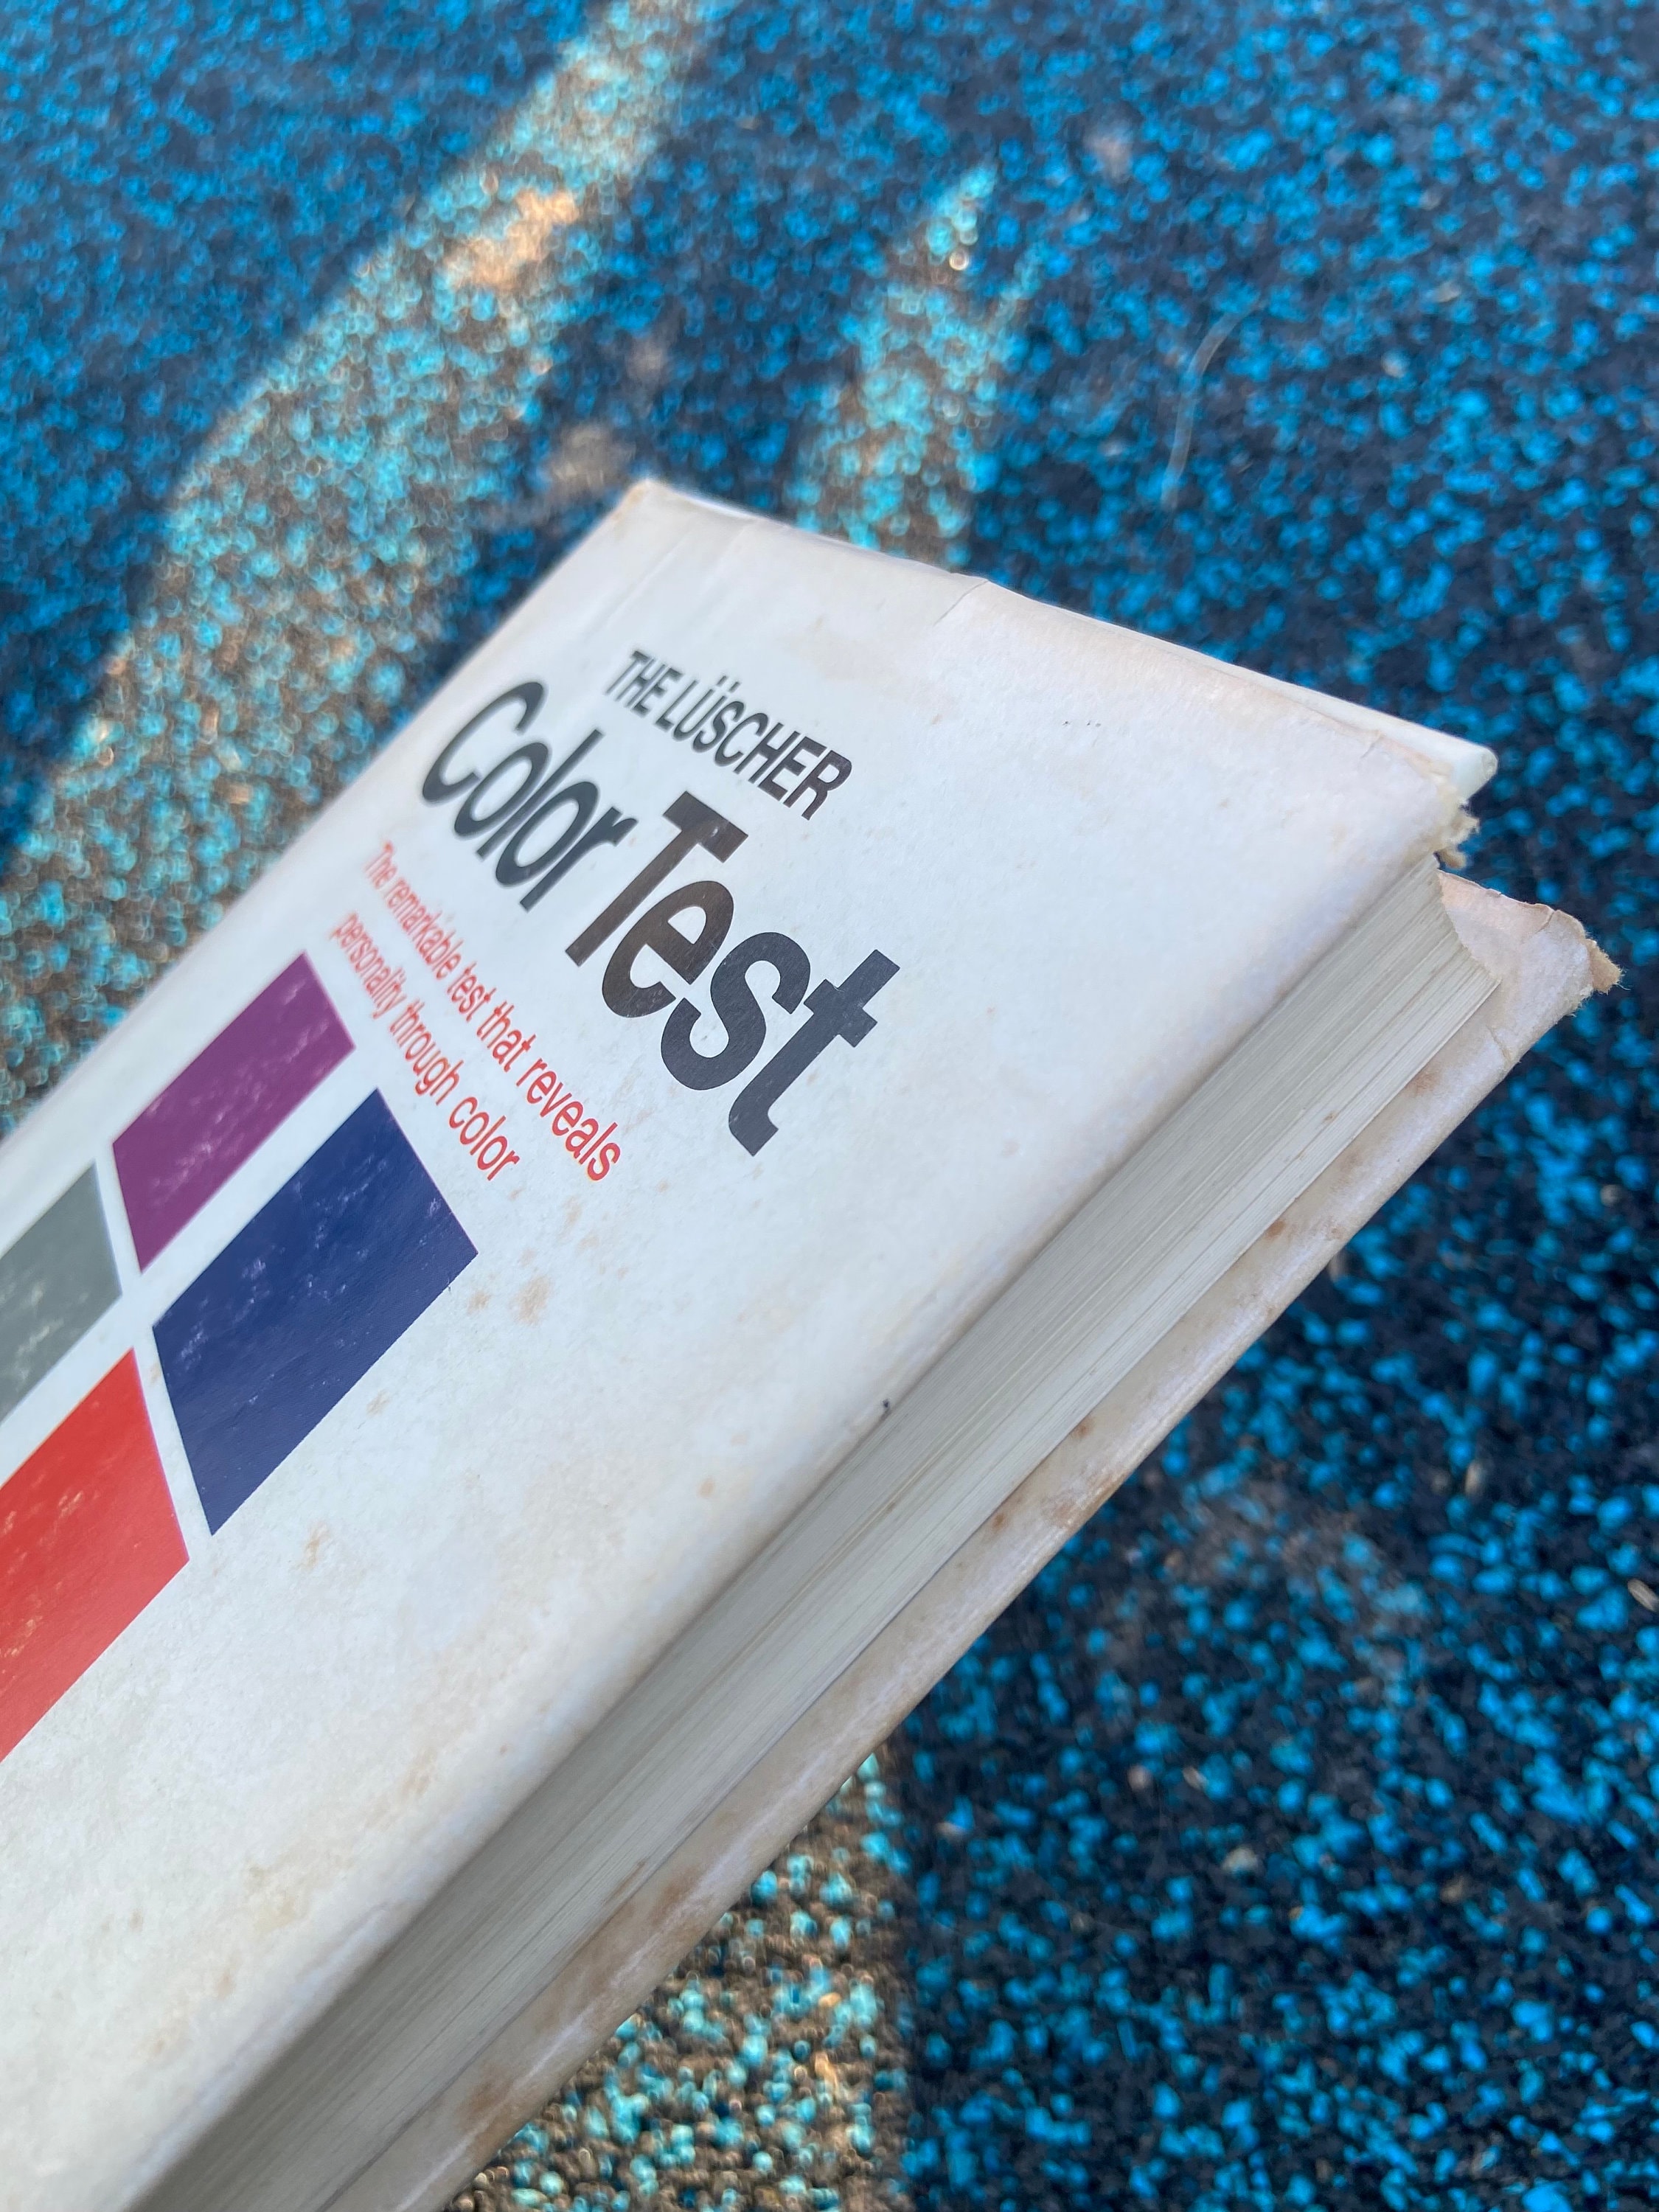 THE LÜSCHER
Color Test
The remarkable test that reveals
personality through color